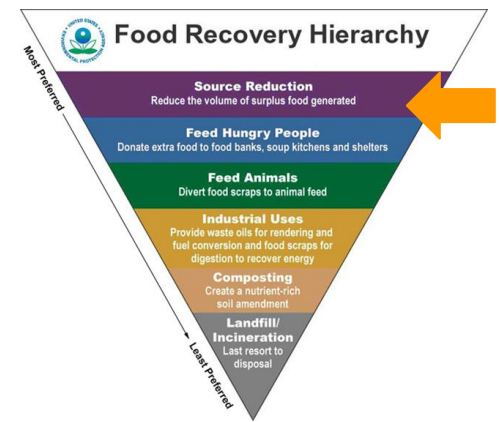 Food Recovery Hierarchy
Most Preferred
Source Reduction
Reduce the volume of surplus food generated
Feed Hungry People
Donate extra food to food banks, soup kitchens and shelters
Feed Animals
Divert food scraps to animal feed
Industrial Uses
Provide waste oils for rendering and
fuel conversion and food scraps for
digestion to recover energy
Composting
Create a nutrient-rich
soil amendment
Landfill/
Incineration
Last resort to
disposal
Least Preferred